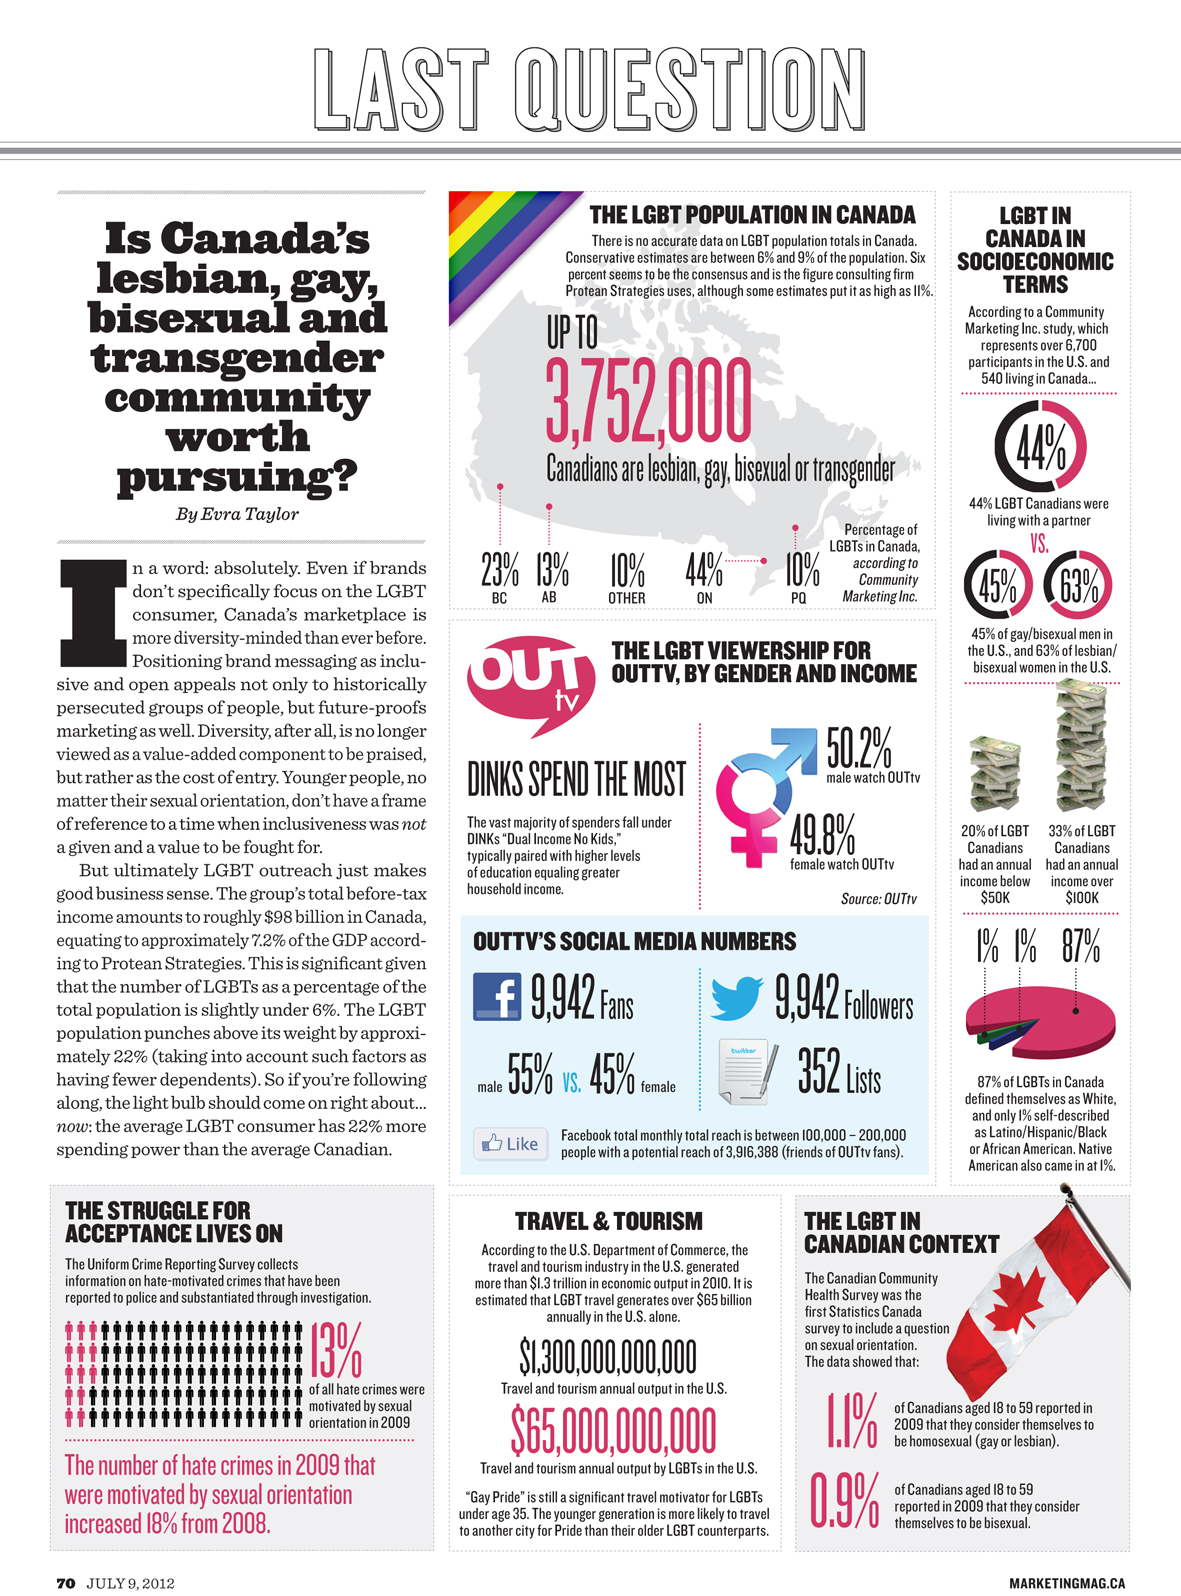 LAST QUESTION
Is Canada's
lesbian, gay,
bisexual and
transgender
community
worth
pursuing?
By Evra Taylor
In a word: absolutely. Even if brands
don't specifically focus on the LGBT
consumer, Canada's marketplace is
more diversity-minded than ever before.
Positioning brand messaging as inclu-
sive and open appeals not only to historically
persecuted groups of people, but future-proofs
marketing as well. Diversity, after all, is no longer
viewed as a value-added component to be praised,
but rather as the cost of entry. Younger people, no
matter their sexual orientation, don't have a frame
of reference to a time when inclusiveness was not
a given and a value to be fought for.
But ultimately LGBT outreach just makes
good business sense. The group's total before-tax
income amounts to roughly $98 billion in Canada,
equating to approximately 7.2% of the GDP accord-
ing to Protean Strategies. This is significant given
that the number of LGBTs as a percentage of the
total population is slightly under 6%. The LGBT
population punches above its weight by approxi-
mately 22% (taking into account such factors as
having fewer dependents). So if you're following
along, the light bulb should come on right about...
now: the average LGBT consumer has 22% more
spending power than the average Canadian.
THE LGBT POPULATION IN CANADA
There is no accurate data on LGBT population totals in Canada.
Conservative estimates are between 6% and 9% of the population. Six
percent seems to be the consensus and is the figure consulting firm
Protean Strategies uses, although some estimates put it as high as 11%.
UP TO
3,752,000
Canadians are lesbian, gay, bisexual or transgender
23%
BC
13%
AB
10%
OTHER
44%
ON
10%
PQ
Percentage of
LGBTs in Canada,
according to
Community
Marketing Inc.
OUT
tv
THE LGBT VIEWERSHIP FOR
OUTTV, BY GENDER AND INCOME
DINKS SPEND THE MOST
The vast majority of spenders fall under
DINKs “Dual Income No Kids,”
typically paired with higher levels
of education equaling greater
household income.
50.2%
male watch OUTtv
49.8%
female watch OUTtv
Source: OUTtv
OUTTV'S SOCIAL MEDIA NUMBERS
f
9,942 Fans
male 55% VS. 45% female
9,942 Followers
twitter
352 Lists
Like
Facebook total monthly total reach is between 100,000 – 200,000
people with a potential reach of 3,916,388 (friends of OUTtv fans).
LGBT IN
CANADA IN
SOCIOECONOMIC
TERMS
According to a Community
Marketing Inc. study, which
represents over 6,700
participants in the U.S. and
540 living in Canada...
44%
44% LGBT Canadians were
living with a partner
VS.
45%
63%
45% of gay/bisexual men in
the U.S., and 63% of lesbian/
bisexual women in the U.S.
20% of LGBT
Canadians
had an annual
income below
$50K
33% of LGBT
Canadians
had an annual
income over
$100K
1% 1% 87%
87% of LGBTs in Canada
defined themselves as White,
and only 1% self-described
as Latino/Hispanic/Black
or African American. Native
American also came in at 1%.
THE STRUGGLE FOR
ACCEPTANCE LIVES ON
The Uniform Crime Reporting Survey collects
information on hate-motivated crimes that have been
reported to police and substantiated through investigation.
13%
of all hate crimes were
motivated by sexual
orientation in 2009
The number of hate crimes in 2009 that
were motivated by sexual orientation
increased 18% from 2008.
TRAVEL & TOURISM
According to the U.S. Department of Commerce, the
travel and tourism industry in the U.S. generated
more than $1.3 trillion in economic output in 2010. It is
estimated that LGBT travel generates over $65 billion
annually in the U.S. alone.
$1,300,000,000,000
Travel and tourism annual output in the U.S.
$65,000,000,000
Travel and tourism annual output by LGBTs in the U.S.
“Gay Pride” is still a significant travel motivator for LGBTs
under age 35. The younger generation is more likely to travel
to another city for Pride than their older LGBT counterparts.
THE LGBT IN
CANADIAN CONTEXT
The Canadian Community
Health Survey was the
first Statistics Canada
survey to include a question
on sexual orientation.
The data showed that:
1.1%
of Canadians aged 18 to 59 reported in
2009 that they consider themselves to
be homosexual (gay or lesbian).
0.9%
of Canadians aged 18 to 59
reported in 2009 that they consider
themselves to be bisexual.
70 JULY 9, 2012
MARKETINGMAG.CA